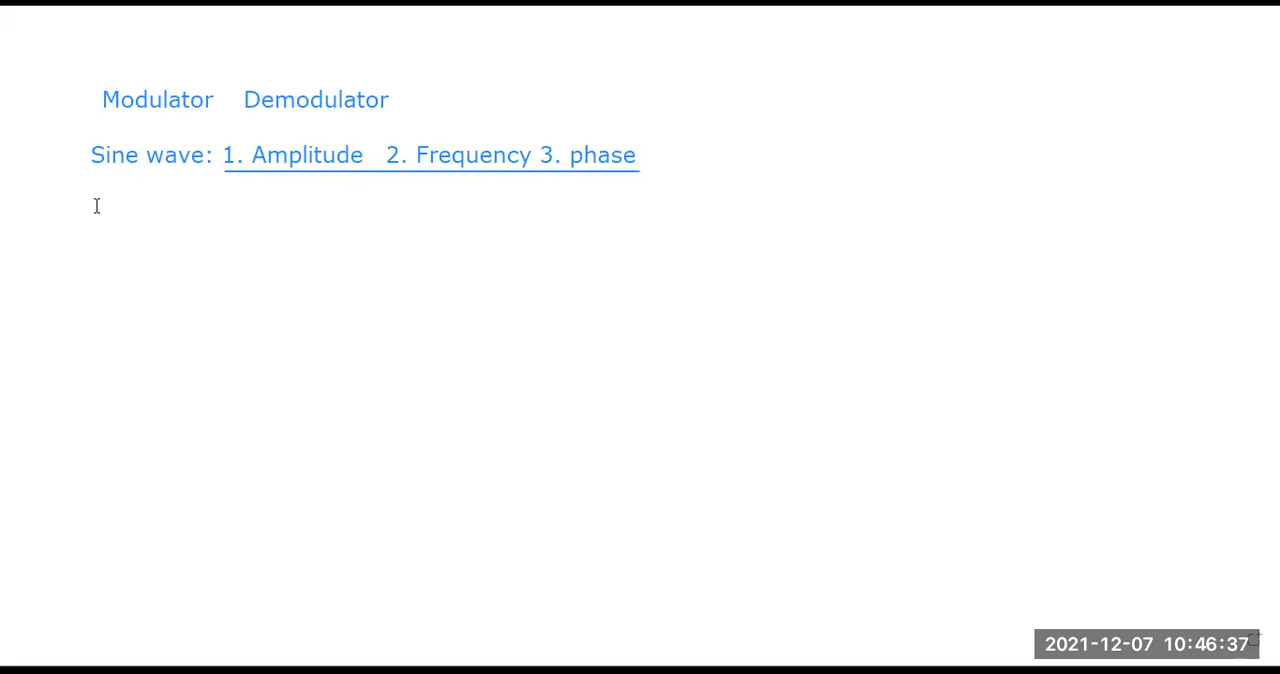 Modulator Demodulator
Sine wave: 1. Amplitude 2. Frequency 3. phase
2021-12-07 10:46:37